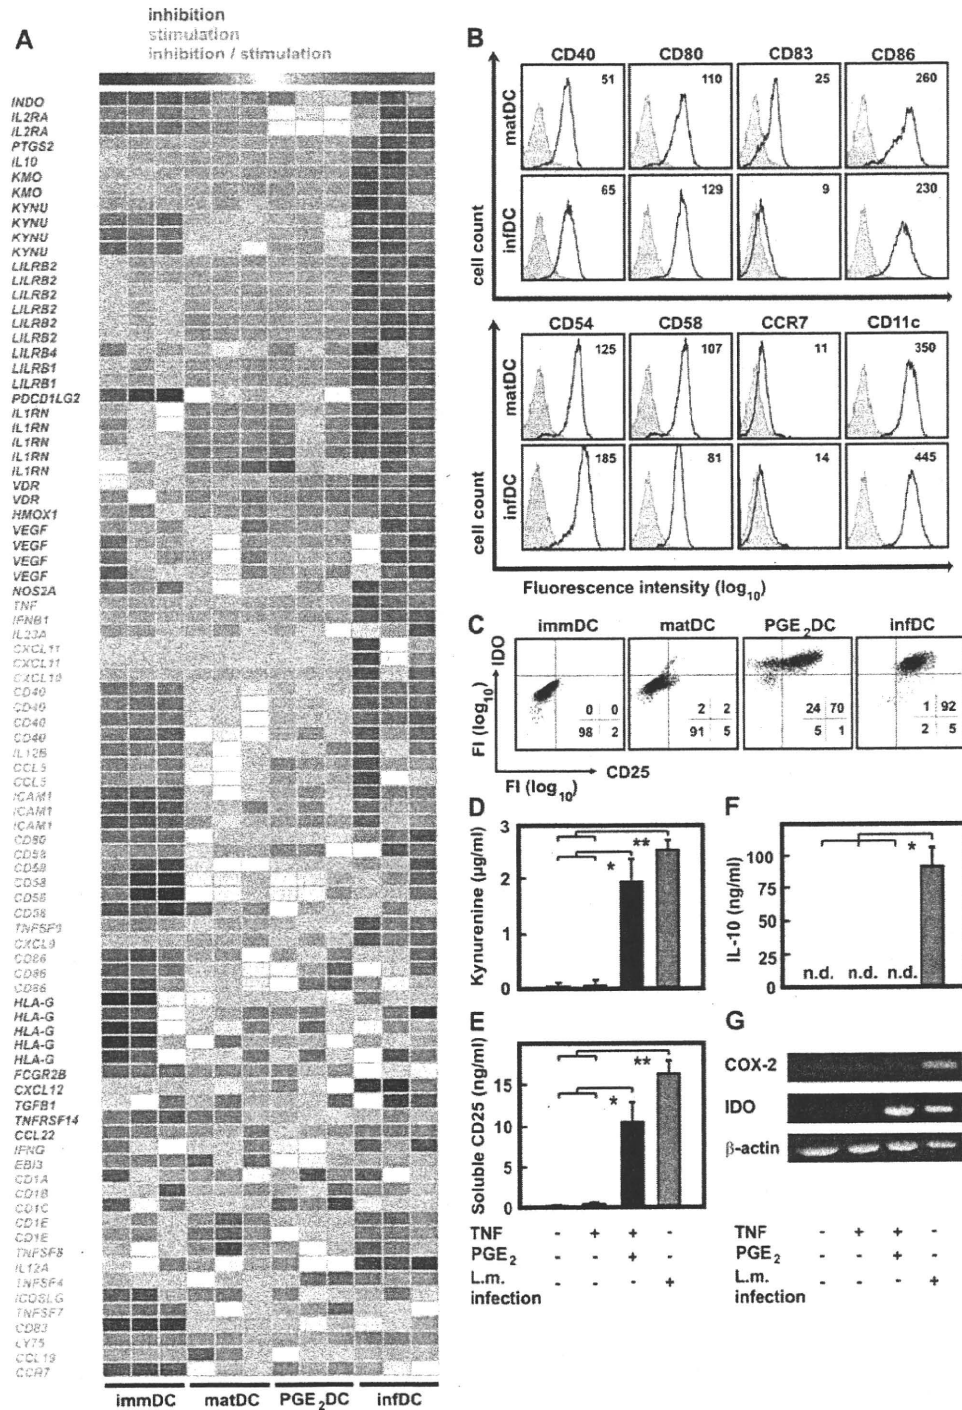 inhibition
stimulation
inhibition / stimulation
A
INDO
IL2RA
IL2RA
PTGS2
IL10
KMO
KMO
KYNU
KYNU
KYNU
KYNU
LILRB2
LILRB2
LILRB2
LILRB2
LILRB2
LILRB2
LILRB4
LILRB1
LILRB1
PDCD1LG2
IL1RN
IL1RN
IL1RN
IL1RN
IL1RN
VDR
VDR
HMOX1
VEGF
VEGF
VEGF
VEGF
NOS2A
TNF
IFNB1
IL23A
CXCL11
CXCL11
CXCL10
CD40
CD40
CD40
CD40
IL12B
CCL5
CCL5
ICAM1
ICAM1
ICAM1
CD80
CD58
CD58
CD58
CD58
CD58
TNFSF9
CXCL9
CD86
CD86
CD86
HLA-G
HLA-G
HLA-G
HLA-G
HLA-G
FCGR2B
CXCL12
TGFB1
TNFRSF14
CCL22
IFNG
EBI3
CD1A
CD1B
CD1C
CD1E
CD1E
TNFSF8
IL12A
TNFSF4
ICOSLG
TNFSF7
CD83
LY75
CCL19
CCR7
immDC matDC PGE2DC infDC
B
CD40 CD80 CD83 CD86
matDC 51 110 25 260
infDC 65 129 9 230
cell count
CD54 CD58 CCR7 CD11c
matDC 125 107 11 350
infDC 185 81 14 445
cell count
Fluorescence intensity (log10)
C
immDC matDC PGE2DC infDC
IDO
FI (log10)
0 0 2 2 24 70 1 92
98 2 91 5 5 1 2 5
CD25
FI (log10)
D
Kynurenine (µg/ml)
3
2
1
0
* **
F
IL-10 (ng/ml)
100
75
50
25
0
n.d. n.d. n.d. *
E
Soluble CD25 (ng/ml)
15
10
5
0
* **
TNF - + + -
PGE2 - - + -
L.m. infection - - - +
G
COX-2
IDO
β-actin
TNF - + + -
PGE2 - - + -
L.m. infection - - - +